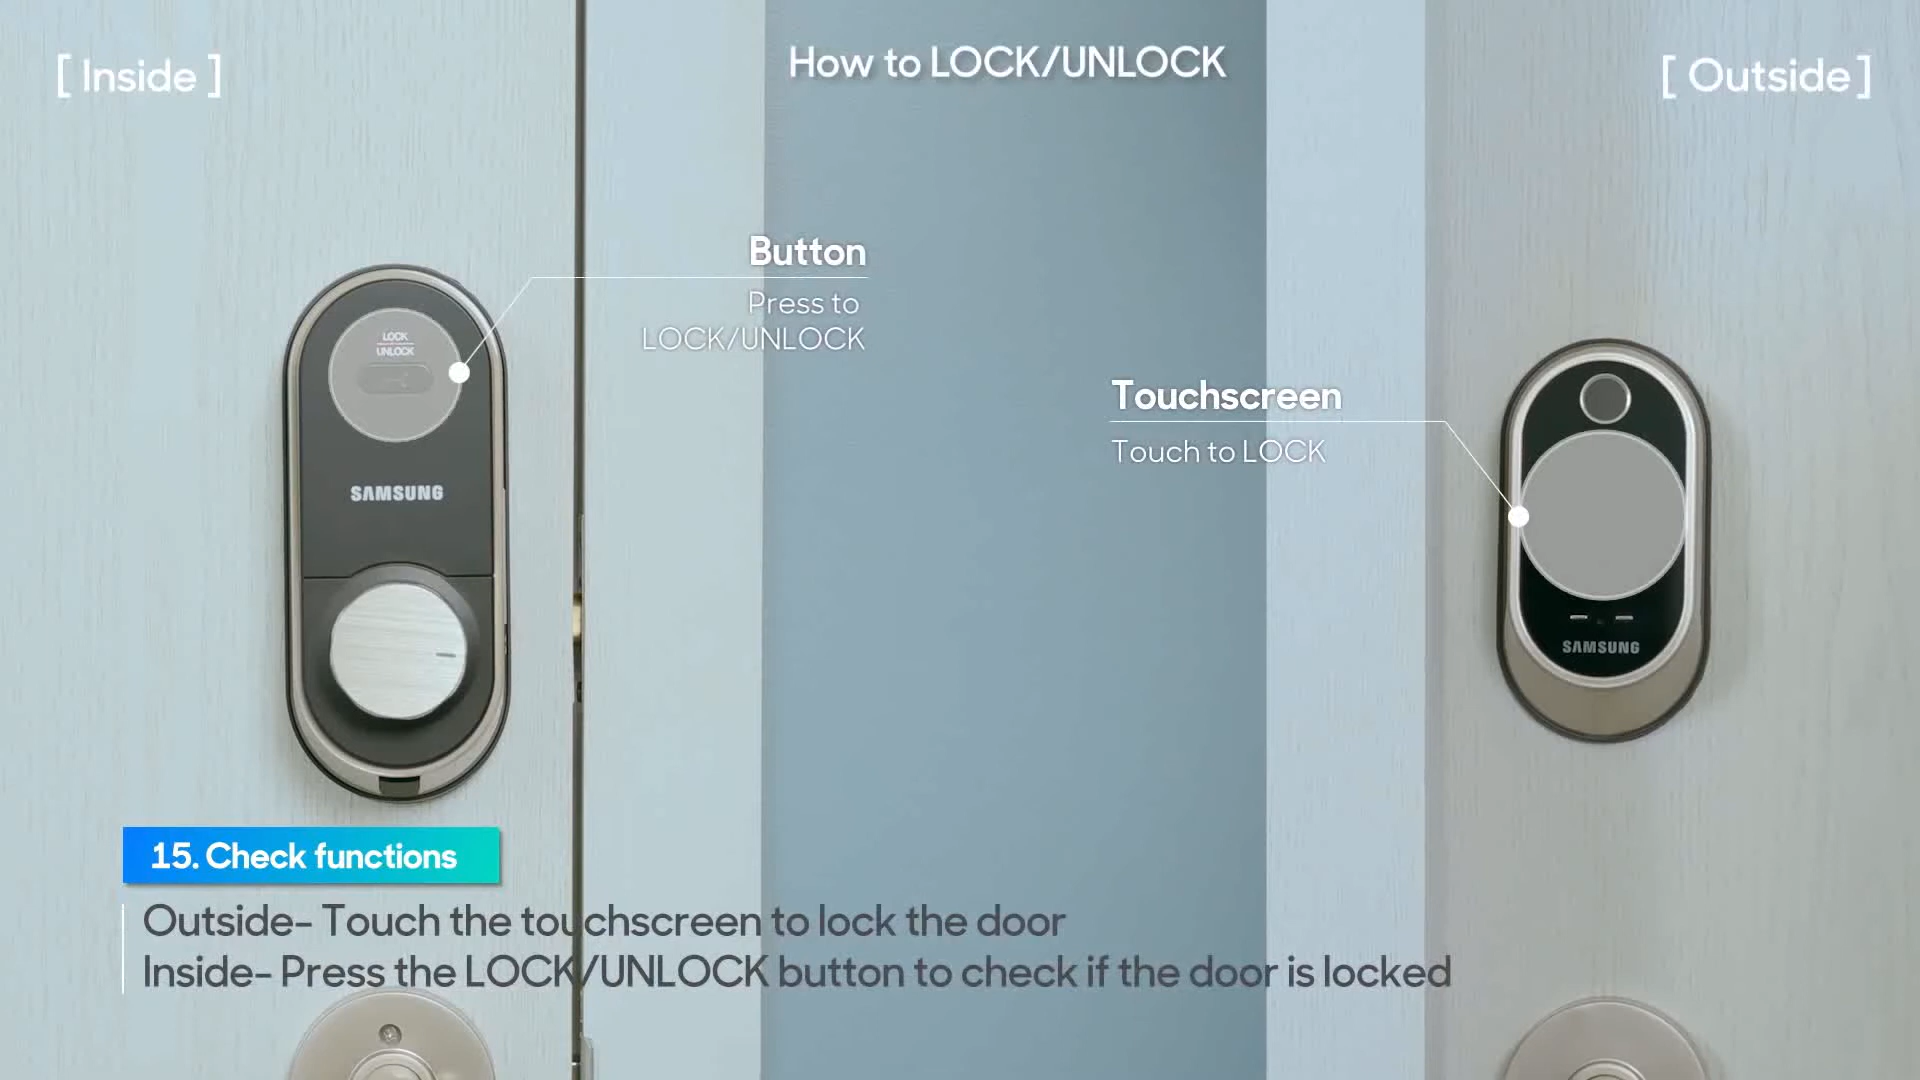 [ Inside ]
How to LOCK/UNLOCK
[ Outside ]
Button
Press to
LOCK/UNLOCK
LOCK
UNLOCK
Touchscreen
Touch to LOCK
SAMSUNG
SAMSUNG
15. Check functions
Outside- Touch the touchscreen to lock the door
Inside- Press the LOCK/UNLOCK button to check if the door is locked